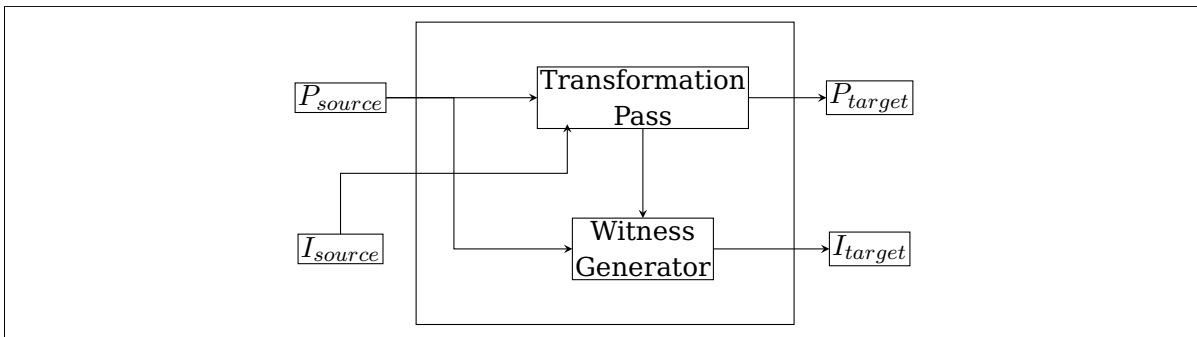 P_source
Transformation
Pass
P_target
I_source
Witness
Generator
I_target